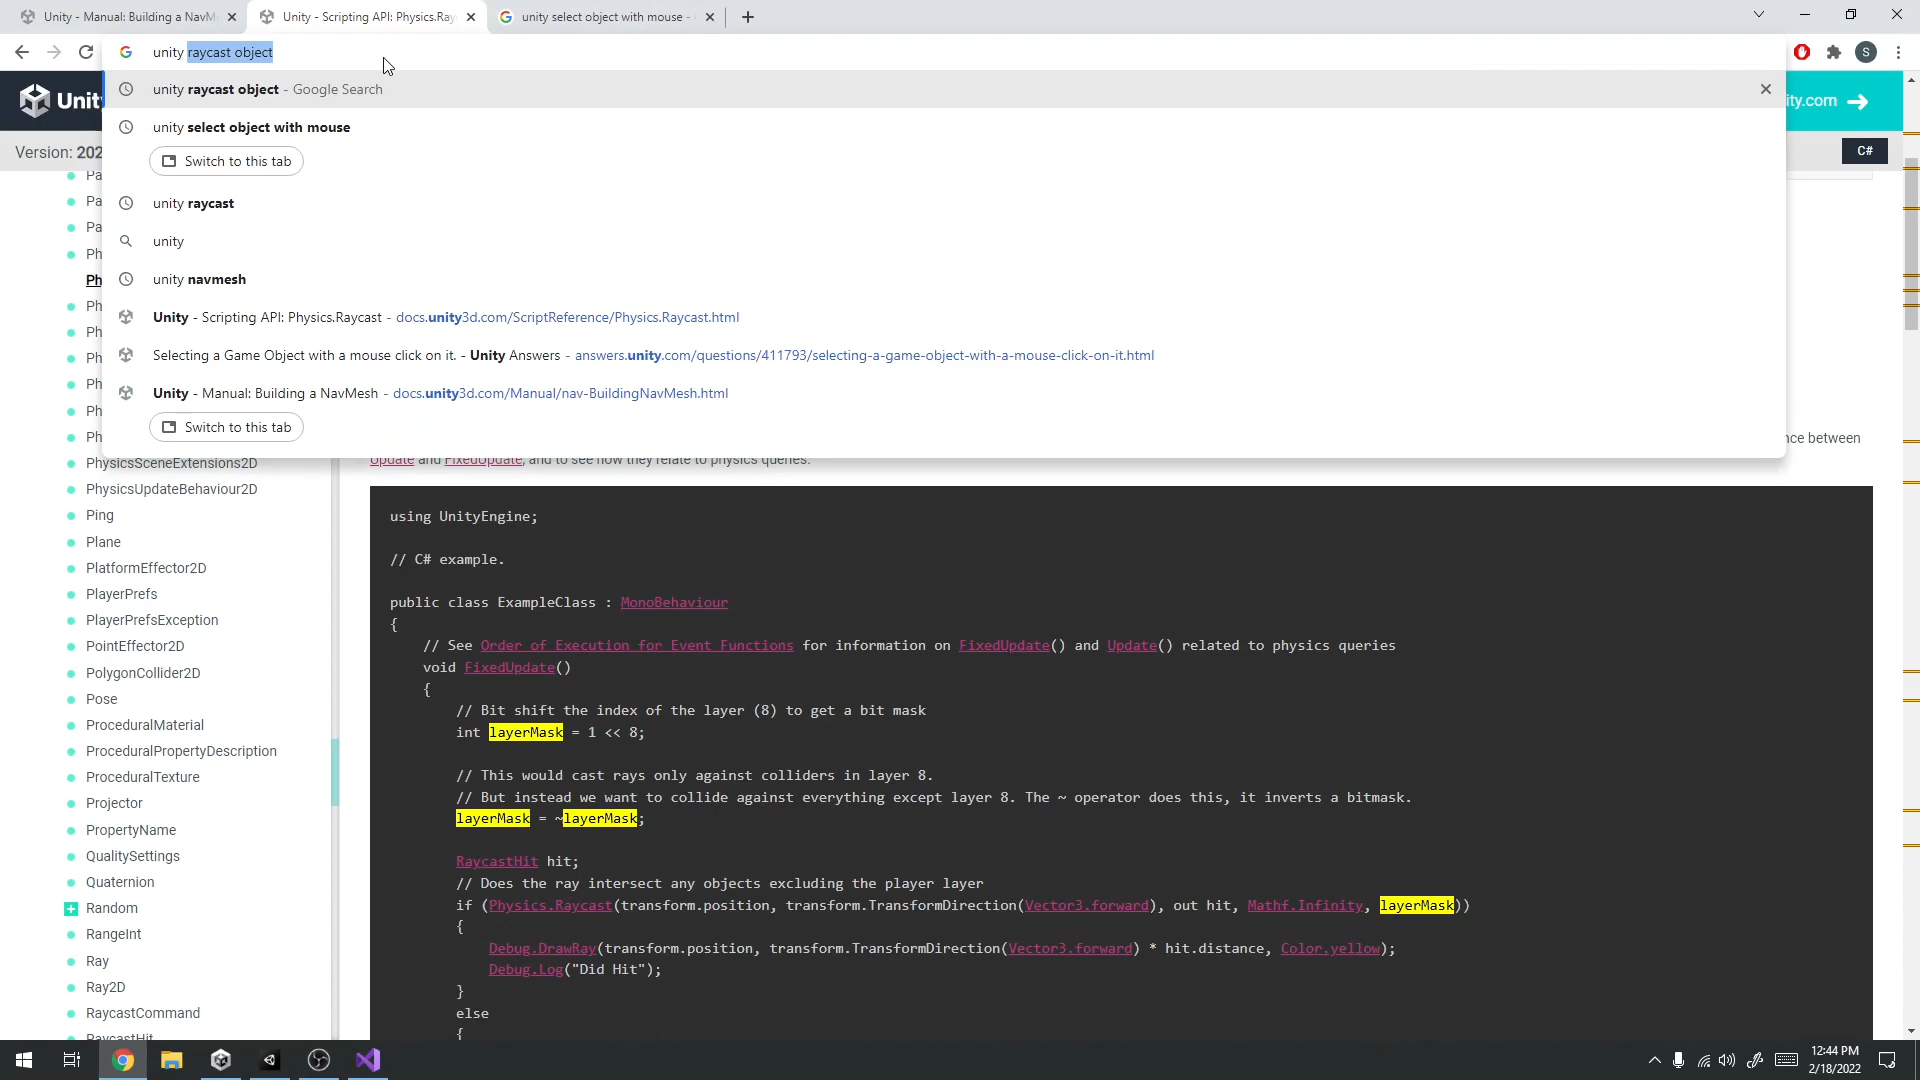 Unity - Manual: Building a NavM
Unity - Scripting API: Physics.Ray
unity select object with mouse -
unity raycast object
unity raycast object - Google Search
unity select object with mouse
Switch to this tab
unity raycast
unity
unity navmesh
Unity - Scripting API: Physics.Raycast - docs.unity3d.com/ScriptReference/Physics.Raycast.html
Selecting a Game Object with a mouse click on it. - Unity Answers - answers.unity.com/questions/411793/selecting-a-game-object-with-a-mouse-click-on-it.html
Unity - Manual: Building a NavMesh - docs.unity3d.com/Manual/nav-BuildingNavMesh.html
Switch to this tab
S
Unity
ity.com
Version: 202
C#
Pa
Pa
Pa
Ph
Ph
Ph
Ph
Ph
Ph
Ph
Ph
PhysicsSceneExtensions2D
PhysicsUpdateBehaviour2D
Ping
Plane
PlatformEffector2D
PlayerPrefs
PlayerPrefsException
PointEffector2D
PolygonCollider2D
Pose
ProceduralMaterial
ProceduralPropertyDescription
ProceduralTexture
Projector
PropertyName
QualitySettings
Quaternion
Random
RangeInt
Ray
Ray2D
RaycastCommand
RaycastHit
nce between
Update and FixedUpdate, and to see how they relate to physics queries.
using UnityEngine;
// C# example.
public class ExampleClass : MonoBehaviour
{
// See Order of Execution for Event Functions for information on FixedUpdate() and Update() related to physics queries
void FixedUpdate()
{
// Bit shift the index of the layer (8) to get a bit mask
int layerMask = 1 << 8;
// This would cast rays only against colliders in layer 8.
// But instead we want to collide against everything except layer 8. The ~ operator does this, it inverts a bitmask.
layerMask = ~layerMask;
RaycastHit hit;
// Does the ray intersect any objects excluding the player layer
if (Physics.Raycast(transform.position, transform.TransformDirection(Vector3.forward), out hit, Mathf.Infinity, layerMask))
{
Debug.DrawRay(transform.position, transform.TransformDirection(Vector3.forward) * hit.distance, Color.yellow);
Debug.Log("Did Hit");
}
else
{
12:44 PM
2/18/2022